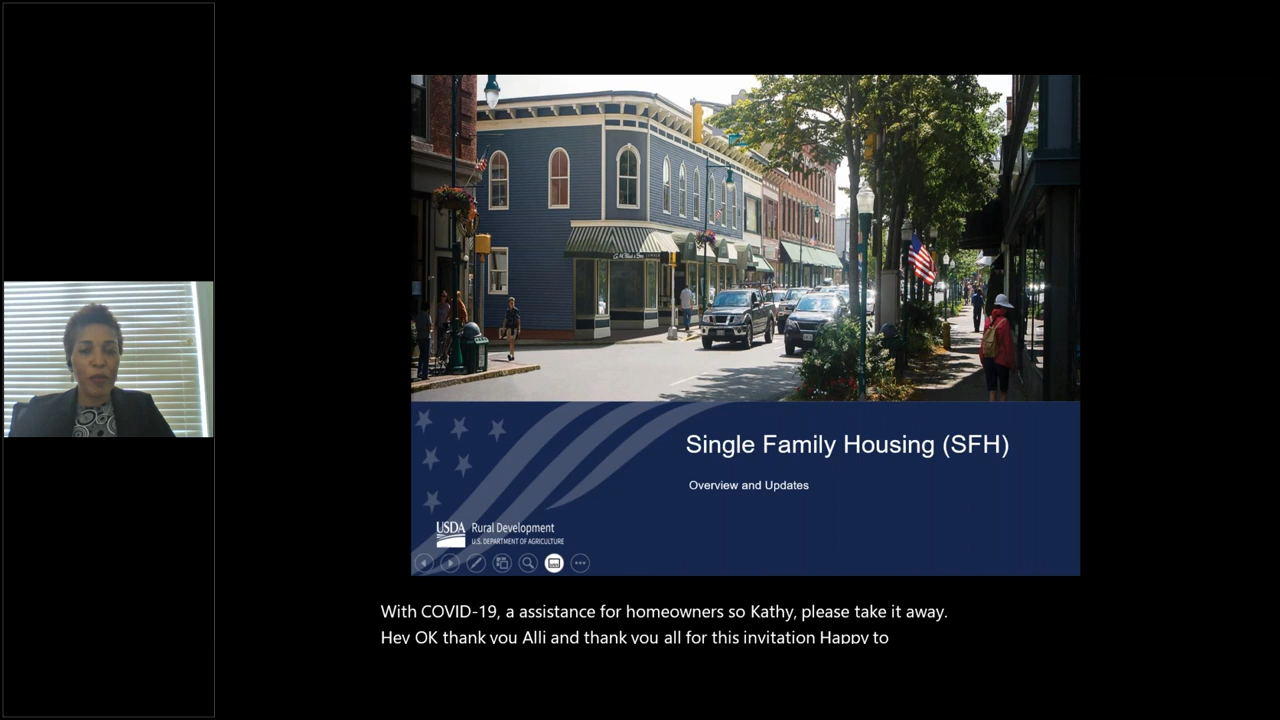 Single Family Housing (SFH)
Overview and Updates
USDA Rural Development
U.S. DEPARTMENT OF AGRICULTURE
With COVID-19, a assistance for homeowners so Kathy, please take it away.
Hey OK thank you Alli and thank you all for this invitation Happy to